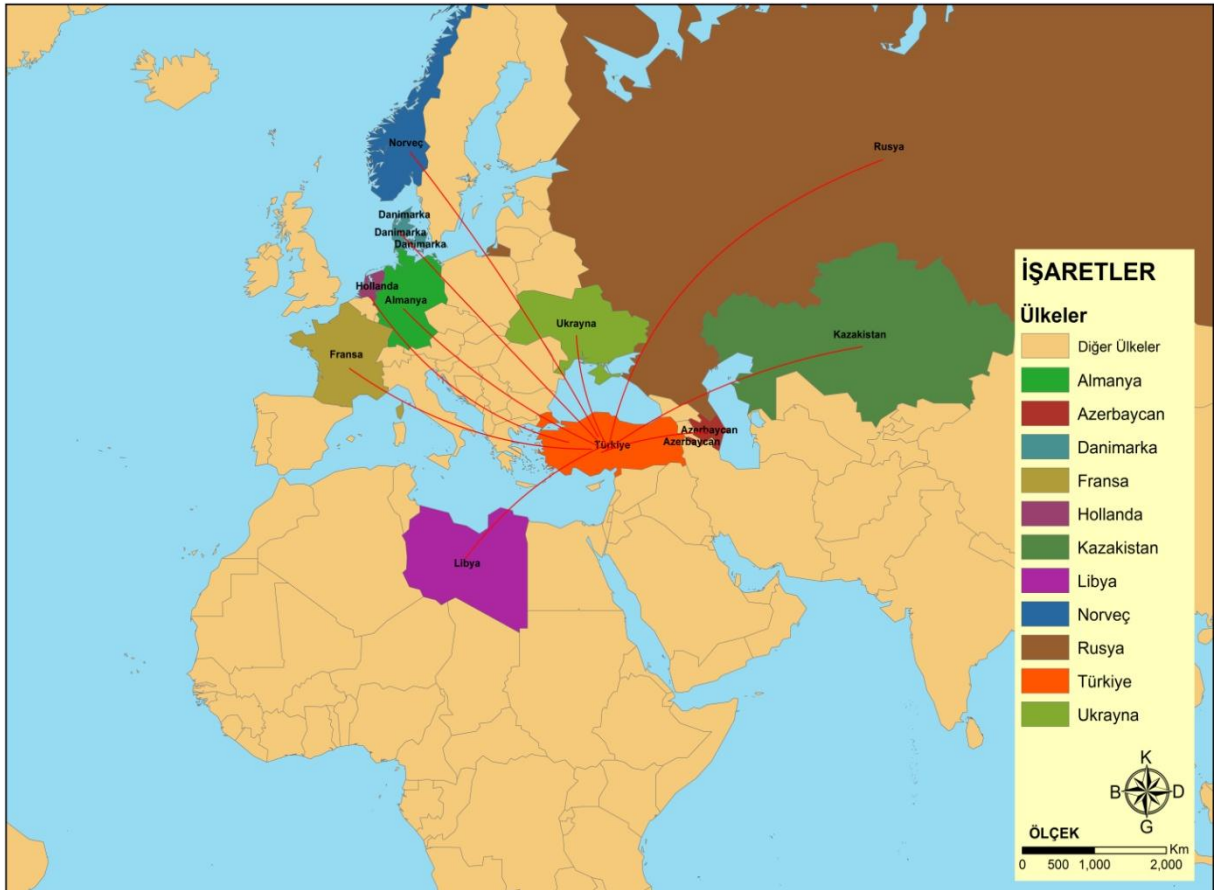 Norveç
Rusya
Danimarka
Danimarka
Danimarka
Hollanda
Almanya
Ukrayna
Kazakistan
Fransa
Azerbaycan
Azerbaycan
Türkiye
Libya
İŞARETLER
Ülkeler
Diğer Ülkeler
Almanya
Azerbaycan
Danimarka
Fransa
Hollanda
Kazakistan
Libya
Norveç
Rusya
Türkiye
Ukrayna
K
B D
G
ÖLÇEK
Km
0 500 1,000 2,000